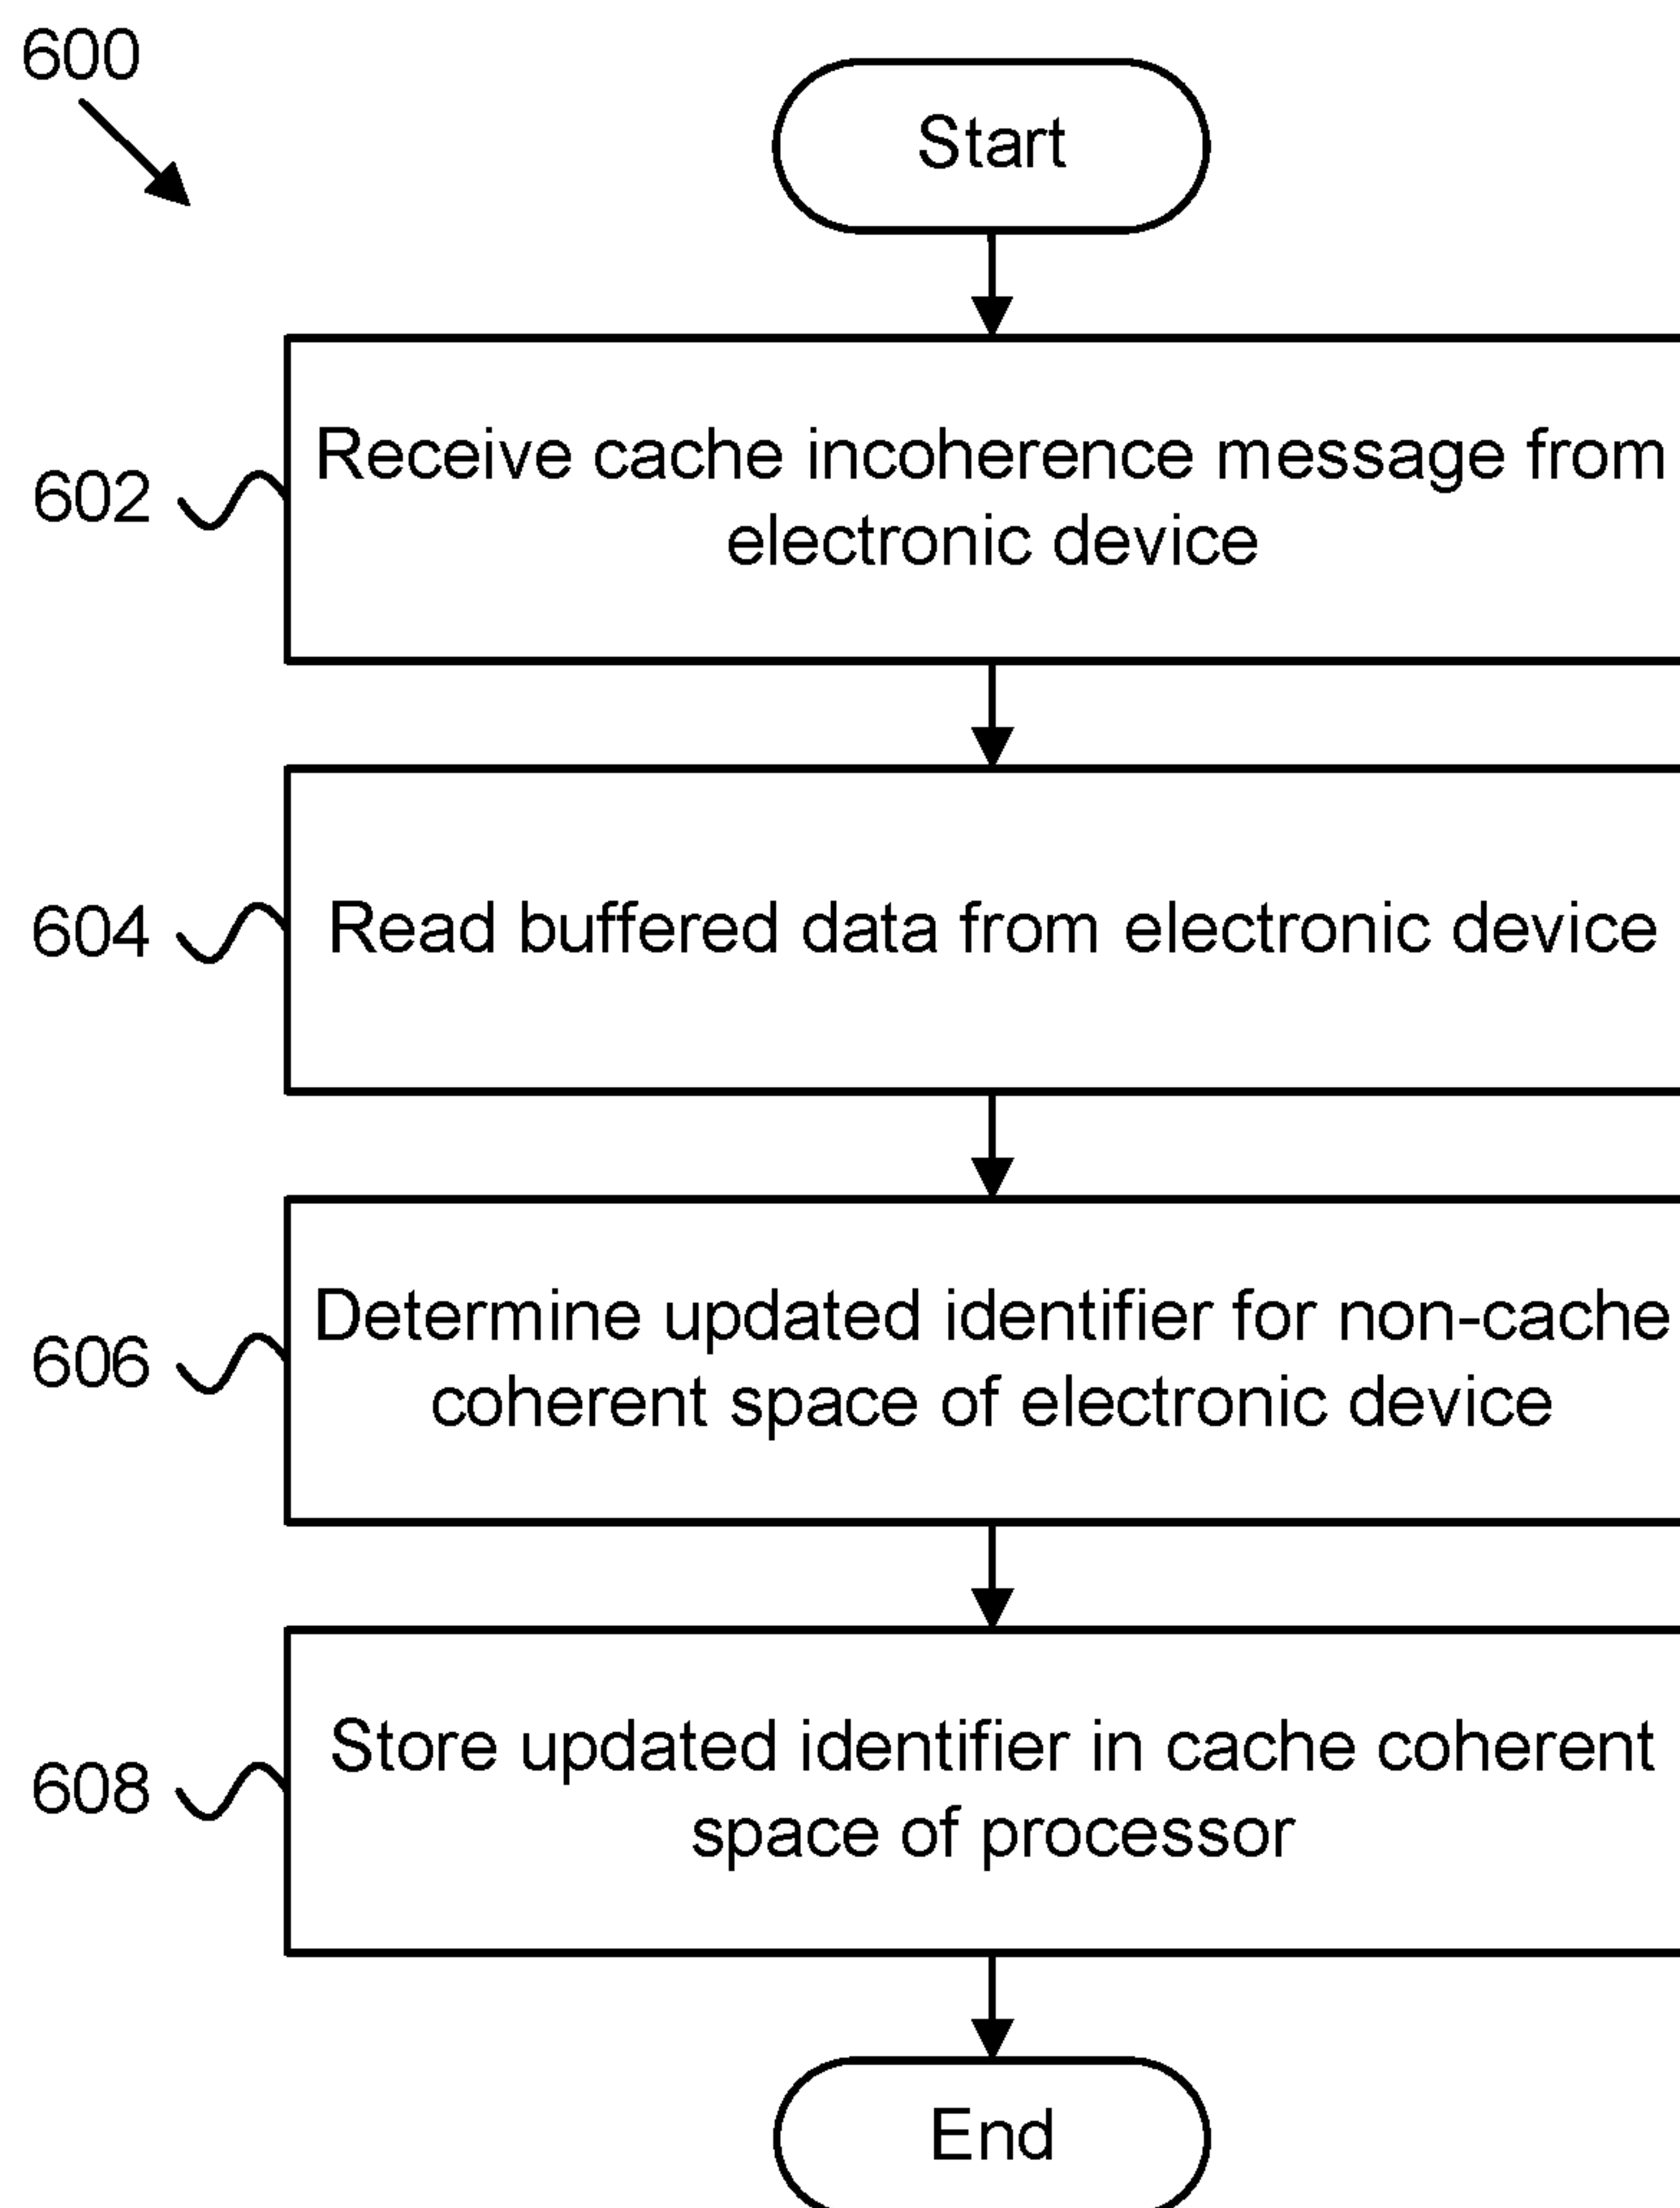 600
Start
602
Receive cache incoherence message from
electronic device
604
Read buffered data from electronic device
606
Determine updated identifier for non-cache
coherent space of electronic device
608
Store updated identifier in cache coherent
space of processor
End